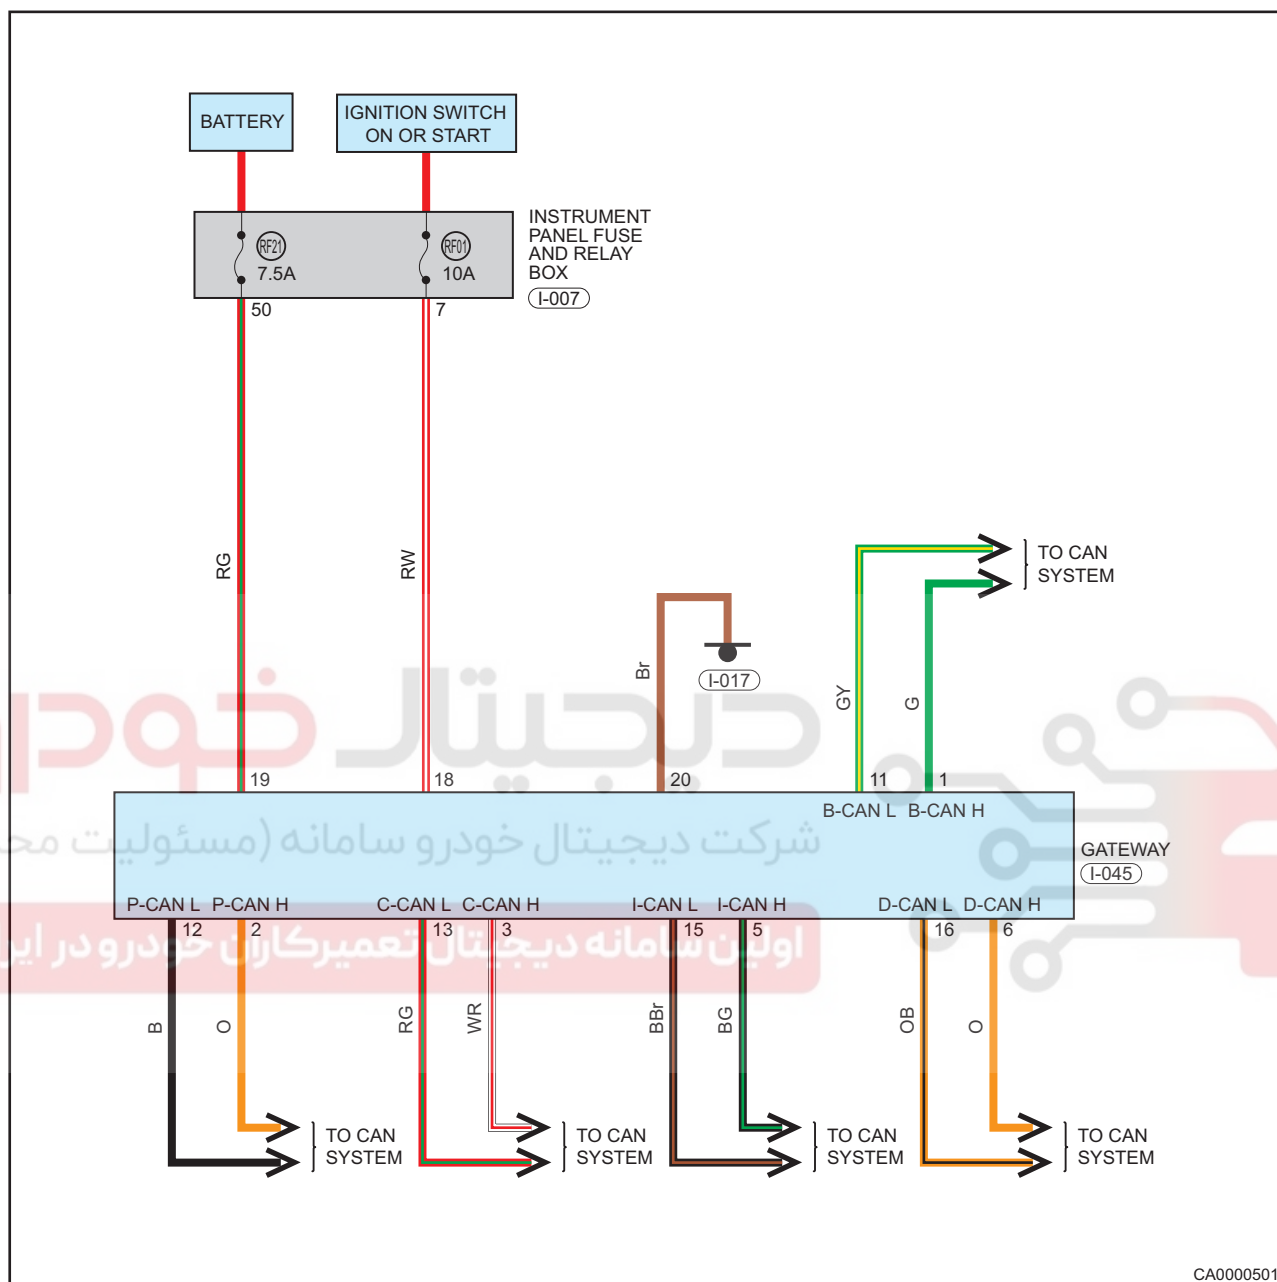 BATTERY
IGNITION SWITCH
ON OR START
INSTRUMENT
PANEL FUSE
AND RELAY
BOX
I-007
RF21
7.5A
RF01
10A
50
7
RG
RW
TO CAN
SYSTEM
Br
I-017
GY
G
دیجیتال خودرو
19
18
20
11
1
B-CAN L
B-CAN H
شرکت دیجیتال خودرو سامانه (مسئولیت مح
GATEWAY
I-045
P-CAN L
P-CAN H
C-CAN L
C-CAN H
I-CAN L
I-CAN H
D-CAN L
D-CAN H
12
2
13
3
15
5
16
6
اولین سامانه دیجیتال تعمیرکاران خودرو در ایر
B
O
RG
WR
BBr
BG
OB
O
TO CAN
SYSTEM
TO CAN
SYSTEM
TO CAN
SYSTEM
TO CAN
SYSTEM
CA0000501